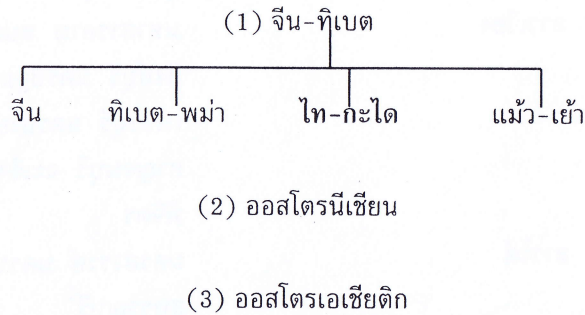 (1) จีน-ทิเบต
จีน ทิเบต-พม่า ไท-กะได แม้ว-เย้า
(2) ออสโตรนีเชียน
(3) ออสโตรเอเชียติก